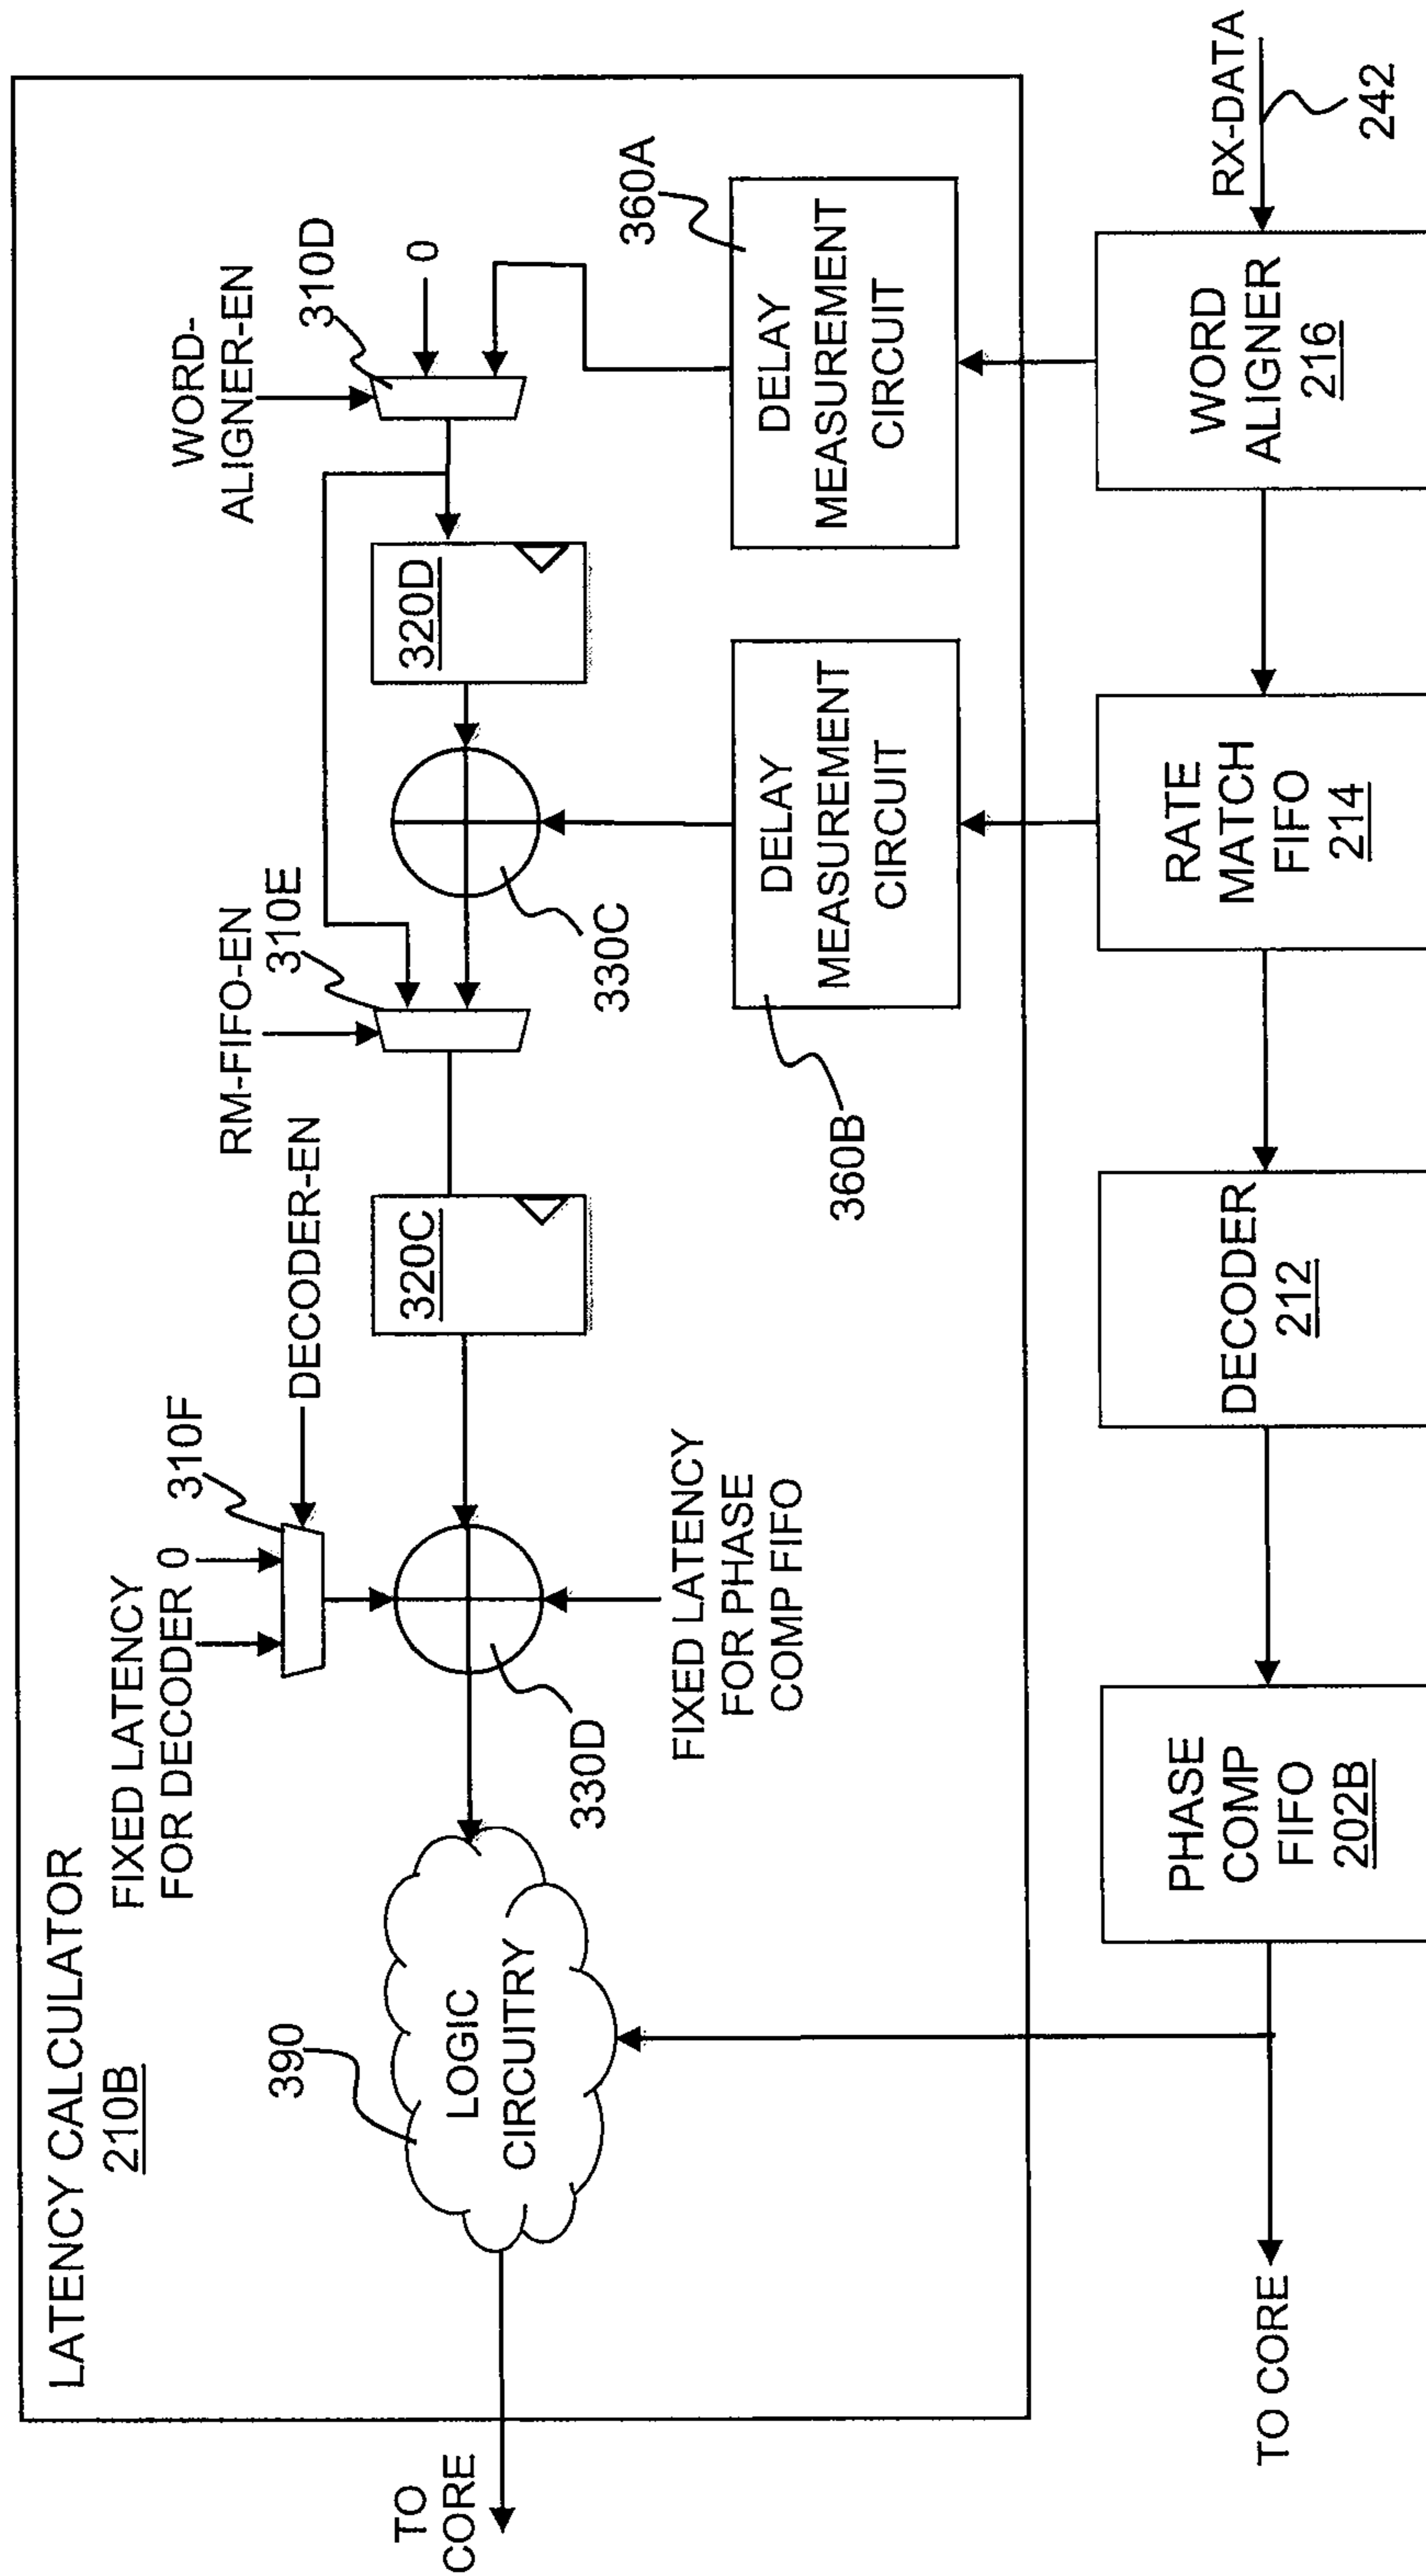 LATENCY CALCULATOR
210B
FIXED LATENCY
FOR DECODER 0
310F
DECODER-EN
RM-FIFO-EN
310E
WORD-
ALIGNER-EN
310D
0
390
LOGIC
CIRCUITRY
330D
320C
330C
320D
360A
FIXED LATENCY
FOR PHASE
COMP FIFO
360B
DELAY
MEASUREMENT
CIRCUIT
DELAY
MEASUREMENT
CIRCUIT
TO
CORE
TO CORE
PHASE
COMP
FIFO
202B
DECODER
212
RATE
MATCH
FIFO
214
WORD
ALIGNER
216
RX-DATA
242